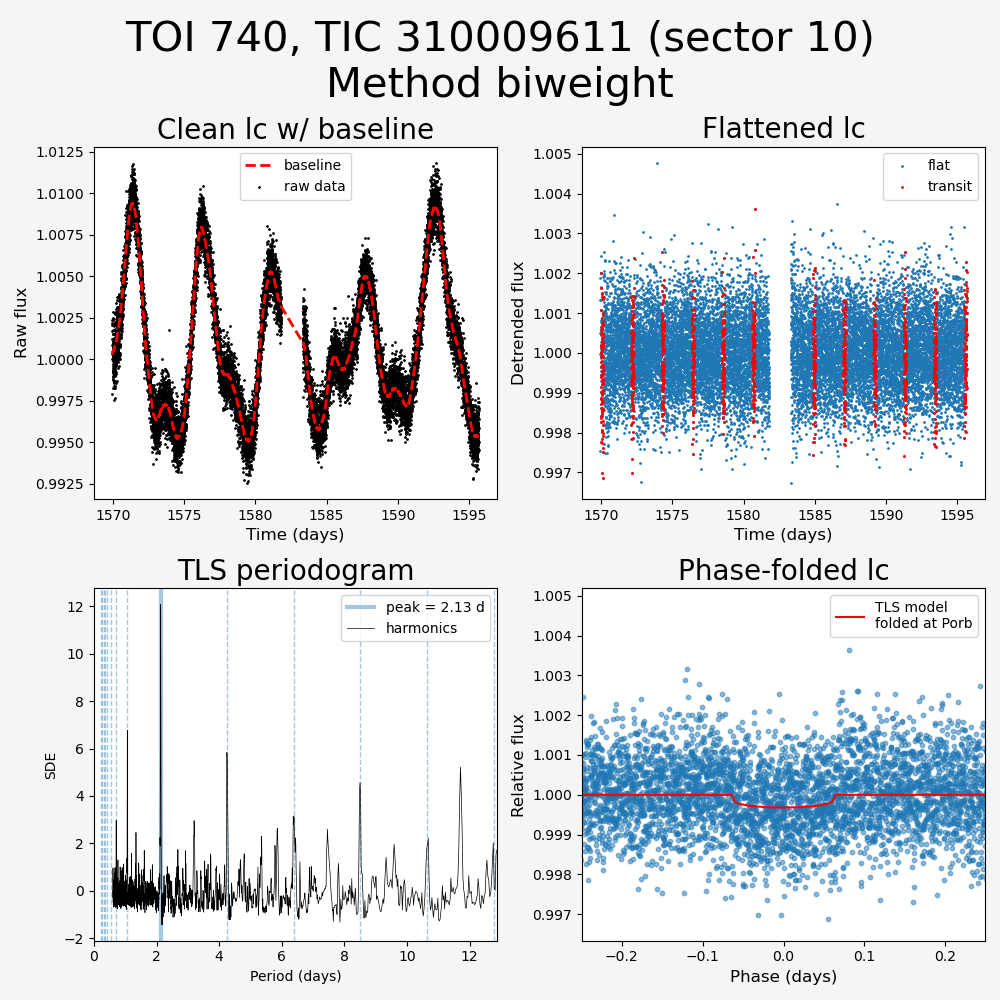 TOI 740, TIC 310009611 (sector 10)
Method biweight
Clean lc w/ baseline
Raw flux
1.0125
1.0100
1.0075
1.0050
1.0025
1.0000
0.9975
0.9950
0.9925
baseline
raw data
1570 1575 1580 1585 1590 1595
Time (days)
Flattened lc
Detrended flux
1.005
1.004
1.003
1.002
1.001
1.000
0.999
0.998
0.997
flat
transit
1570 1575 1580 1585 1590 1595
Time (days)
TLS periodogram
SDE
12
10
8
6
4
2
0
−2
peak = 2.13 d
harmonics
0 2 4 6 8 10 12
Period (days)
Phase-folded lc
Relative flux
1.005
1.004
1.003
1.002
1.001
1.000
0.999
0.998
0.997
TLS model
folded at Porb
−0.2 −0.1 0.0 0.1 0.2
Phase (days)